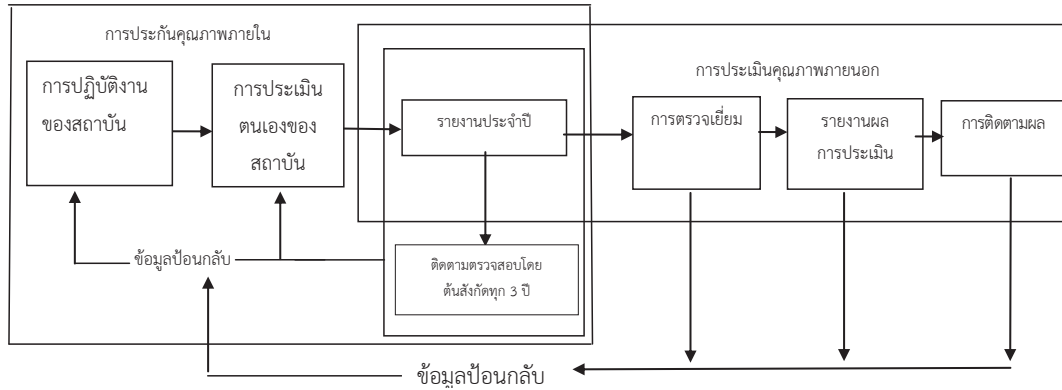 การประกันคุณภาพภายใน
การประเมินคุณภาพภายนอก
การปฏิบัติงาน
ของสถาบัน
การประเมิน
ตนเองของ
สถาบัน
รายงานประจำปี
การตรวจเยี่ยม
รายงานผล
การประเมิน
การติดตามผล
ข้อมูลป้อนกลับ
ติดตามตรวจสอบโดย
ต้นสังกัดทุก 3 ปี
ข้อมูลป้อนกลับ